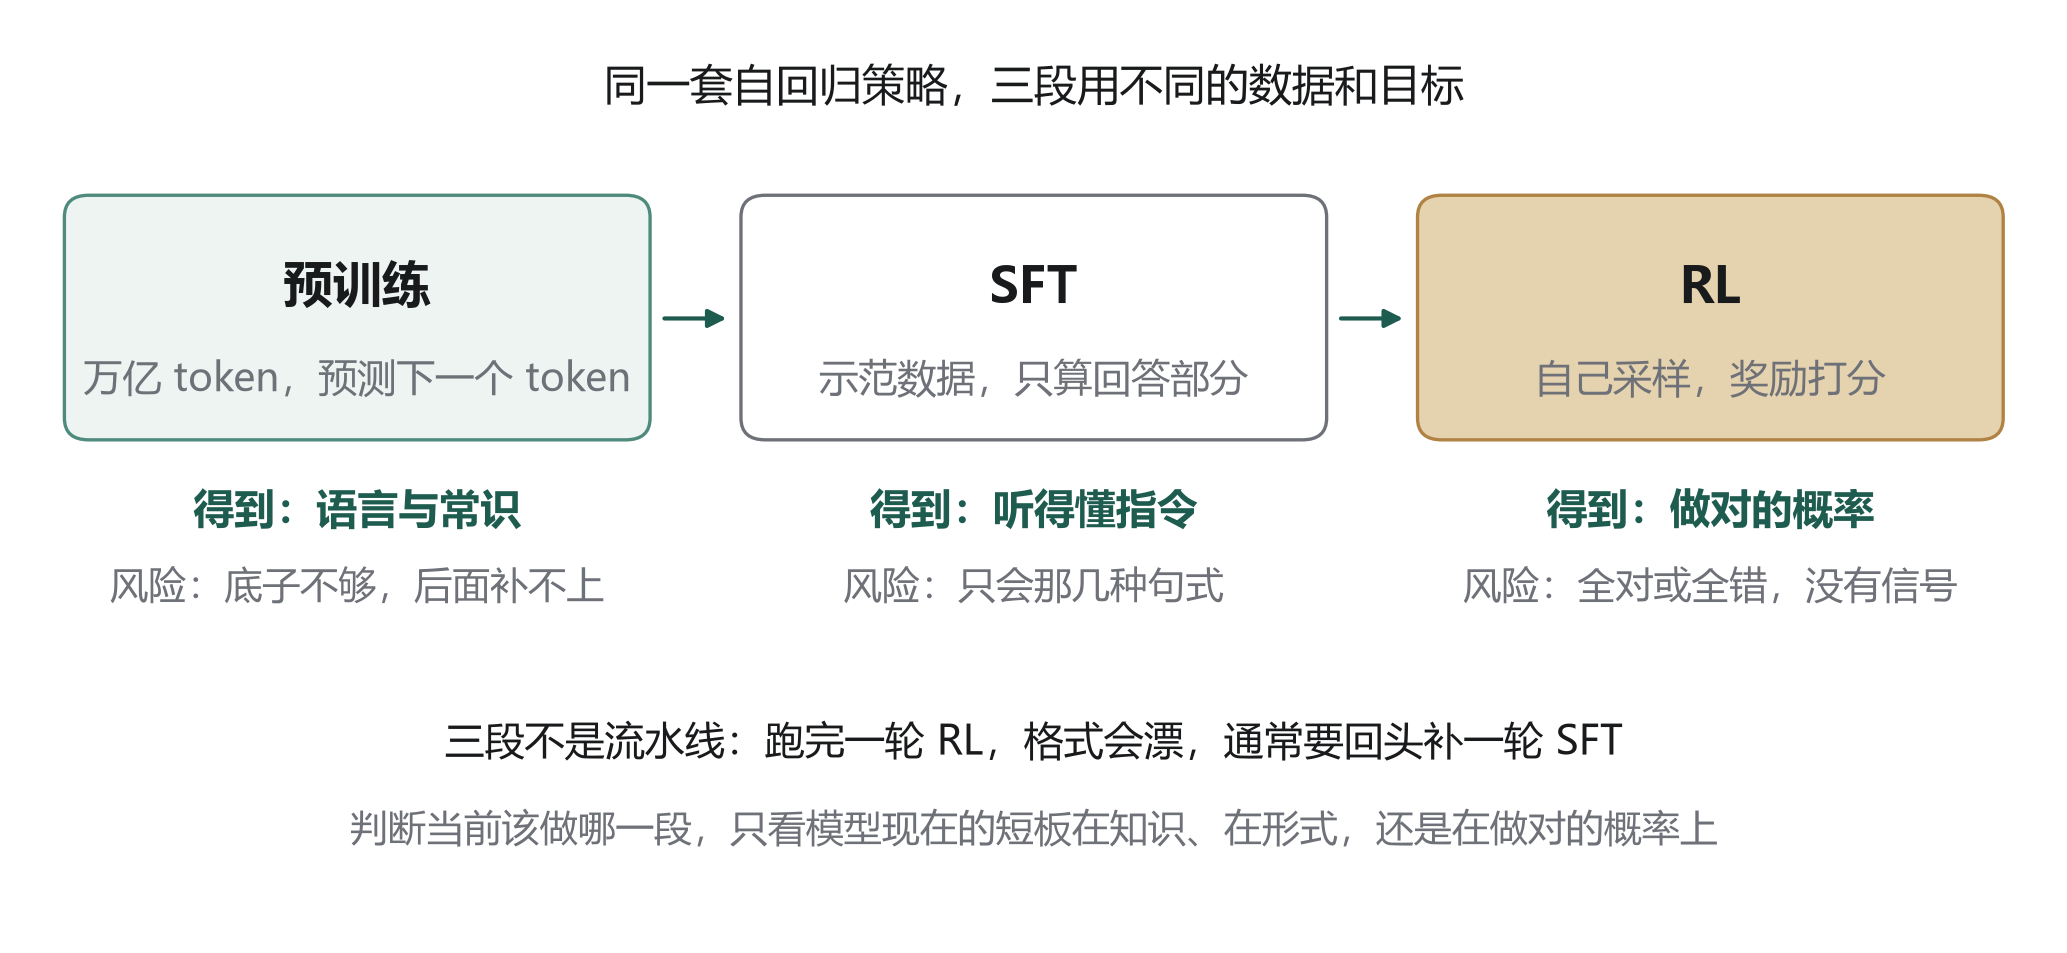 同一套自回归策略，三段用不同的数据和目标
预训练
万亿 token，预测下一个 token
得到：语言与常识
风险：底子不够，后面补不上
SFT
示范数据，只算回答部分
得到：听得懂指令
风险：只会那几种句式
RL
自己采样，奖励打分
得到：做对的概率
风险：全对或全错，没有信号
三段不是流水线：跑完一轮 RL，格式会漂，通常要回头补一轮 SFT
判断当前该做哪一段，只看模型现在的短板在知识、在形式，还是在做对的概率上